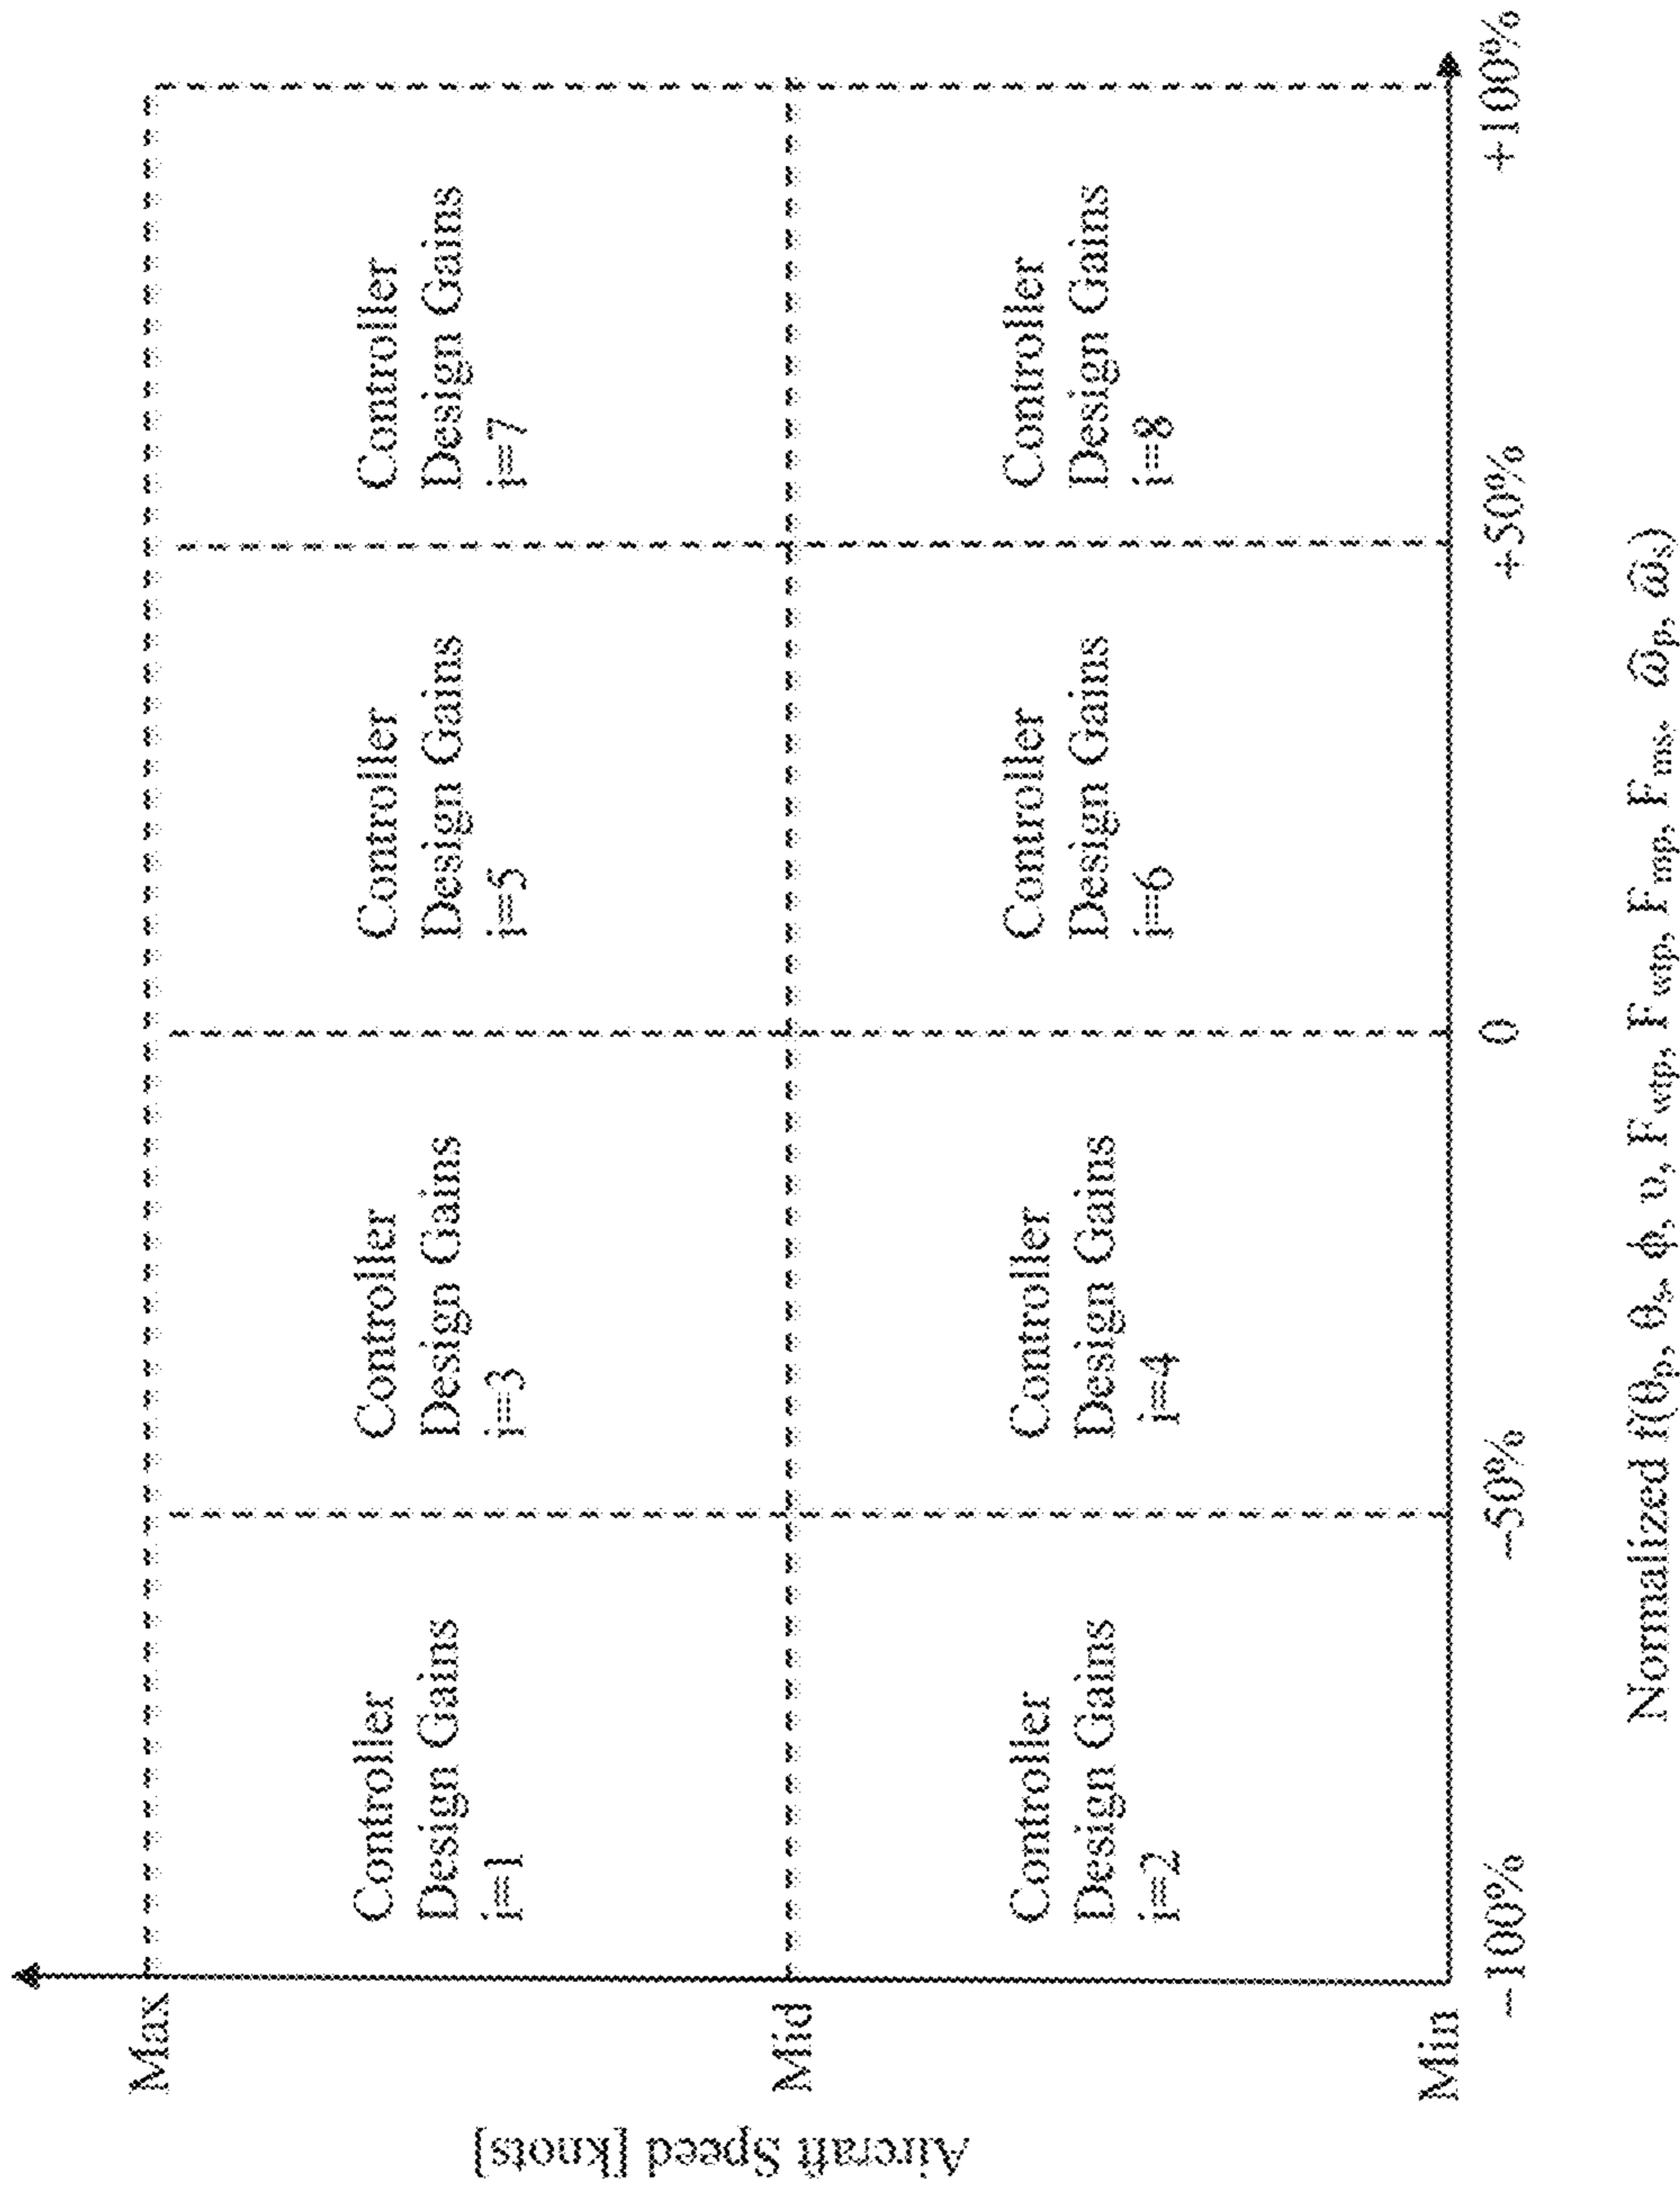 Aircraft Speed [knots]
Max
Mid
Min
Controller
Design Gains
i=1
Controller
Design Gains
i=3
Controller
Design Gains
i=5
Controller
Design Gains
i=7
Controller
Design Gains
i=2
Controller
Design Gains
i=4
Controller
Design Gains
i=6
Controller
Design Gains
i=8
−100%
−50%
0
+50%
+100%
Normalized f(θp, θs, ϕ, υ, Fwtp, Fwtp, Fmp, Fms, ω̂p, ω̂s)